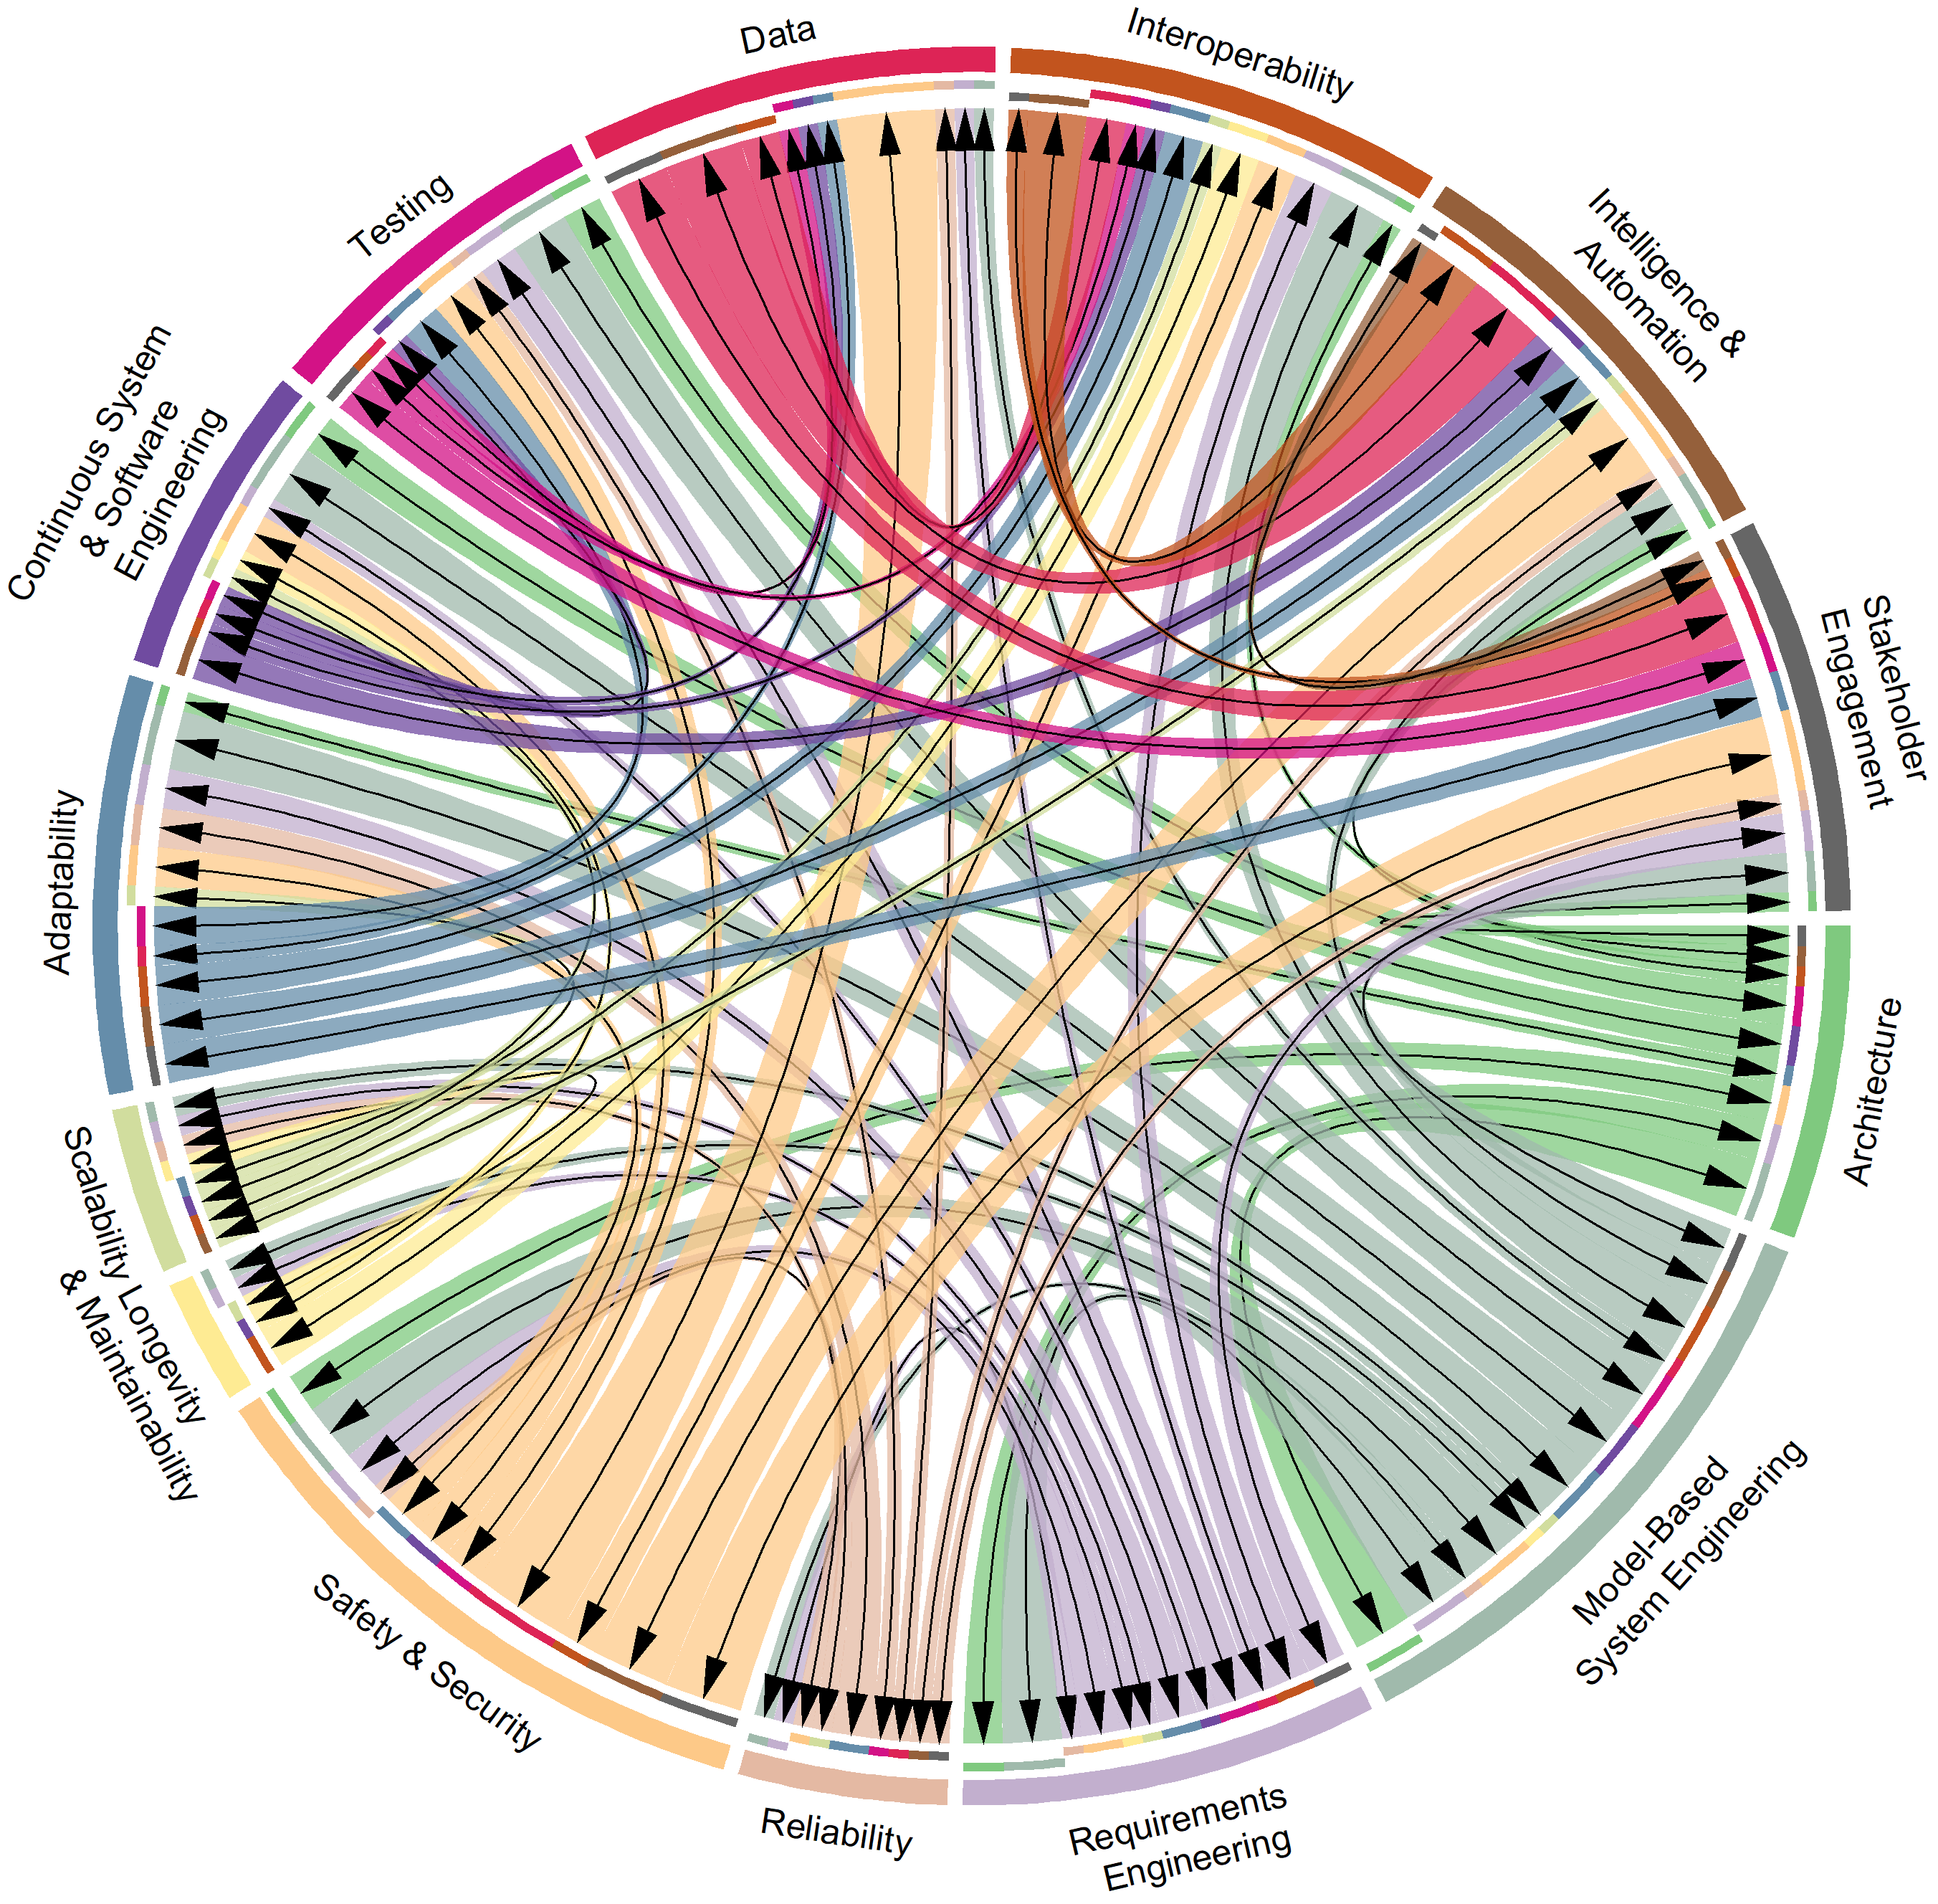 Data
Interoperability
Intelligence &
Automation
Stakeholder
Engagement
Architecture
Model-Based
System Engineering
Requirements
Engineering
Reliability
Safety & Security
Longevity
& Maintainability
Scalability
Adaptability
Continuous System
& Software
Engineering
Testing